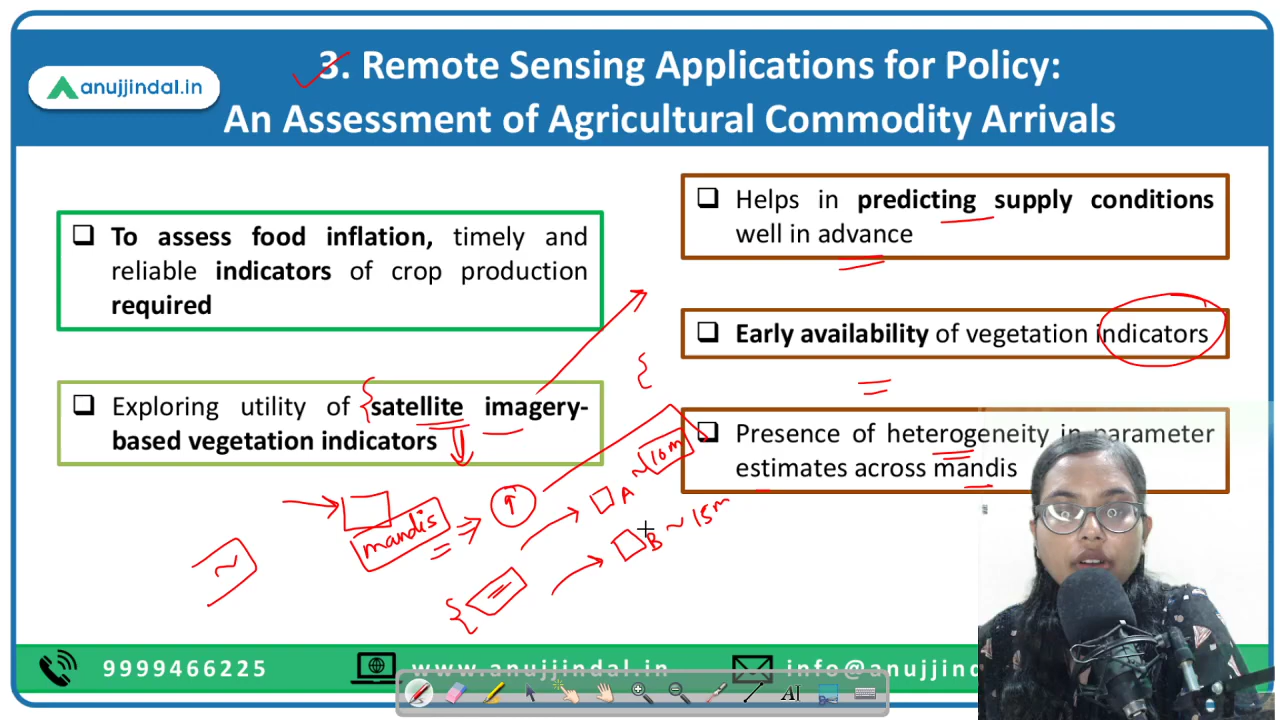 3. Remote Sensing Applications for Policy:
An Assessment of Agricultural Commodity Arrivals
anujjindal.in
To assess food inflation, timely and
reliable indicators of crop production
required
Exploring utility of satellite imagery-
based vegetation indicators
Helps in predicting supply conditions
well in advance
Early availability of vegetation indicators
Presence of heterogeneity in parameter
estimates across mandis
mandis
A ~ 10m
B ~ 15m
9999466225
www.anujjindal.in
info@anujjind
AI